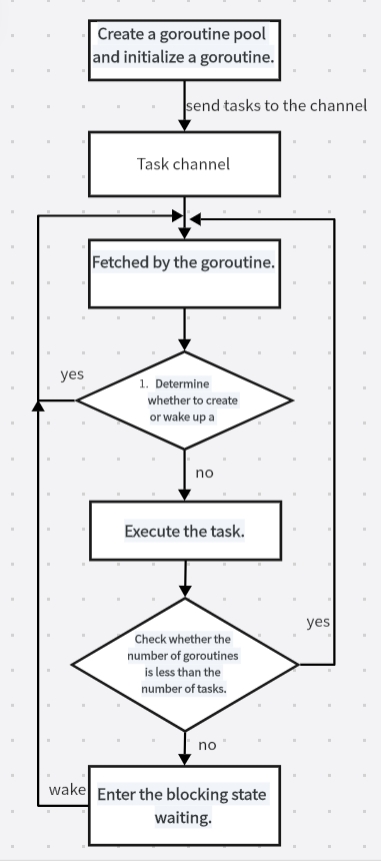 Create a goroutine pool
and initialize a goroutine.
send tasks to the channel
Task channel
Fetched by the goroutine.
yes
1. Determine
whether to create
or wake up a
no
Execute the task.
Check whether the
number of goroutines
is less than the
number of tasks.
yes
no
wake
Enter the blocking state
waiting.